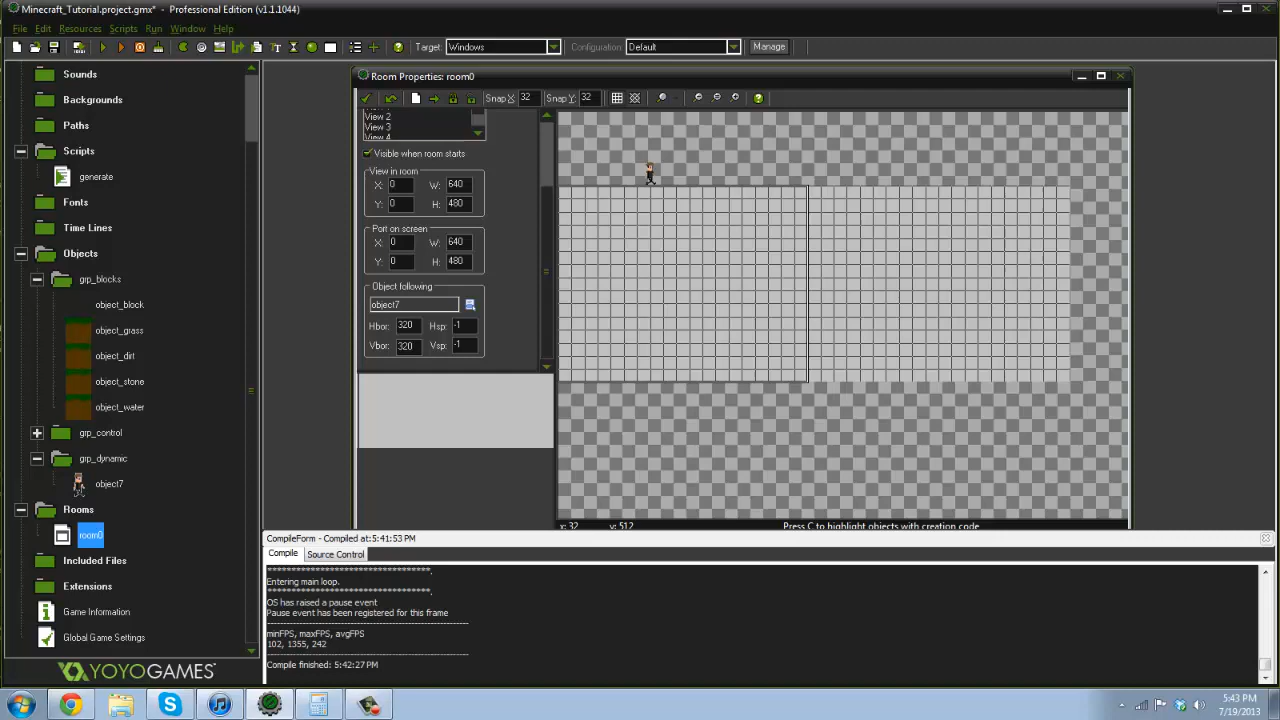 Minecraft_Tutorial.project.gmx* - Professional Edition (v1.1.1044)
File Edit Resources Scripts Run Window Help
Target: Windows Configuration: Default Manage
Sounds
Backgrounds
Paths
Scripts
generate
Fonts
Time Lines
Objects
grp_blocks
object_block
object_grass
object_dirt
object_stone
object_water
grp_control
grp_dynamic
object7
Rooms
room0
Included Files
Extensions
Game Information
Global Game Settings
YOYOGAMES
Room Properties: room0
Snap X: 32 Snap Y: 32
View 2
View 3
View 4
Visible when room starts
View in room
X: 0 W: 640
Y: 0 H: 480
Port on screen
X: 0 W: 640
Y: 0 H: 480
Object following
object7
Hbor: 320 Hsp: -1
Vbor: 320 Vsp: -1
x: 32 y: 512 Press C to highlight objects with creation code
CompileForm - Compiled at:5:41:53 PM
Compile Source Control
Entering main loop.
OS has raised a pause event
Pause event has been registered for this frame
minFPS, maxFPS, avgFPS
102, 1355, 242
Compile finished: 5:42:27 PM
5:43 PM
7/19/2013